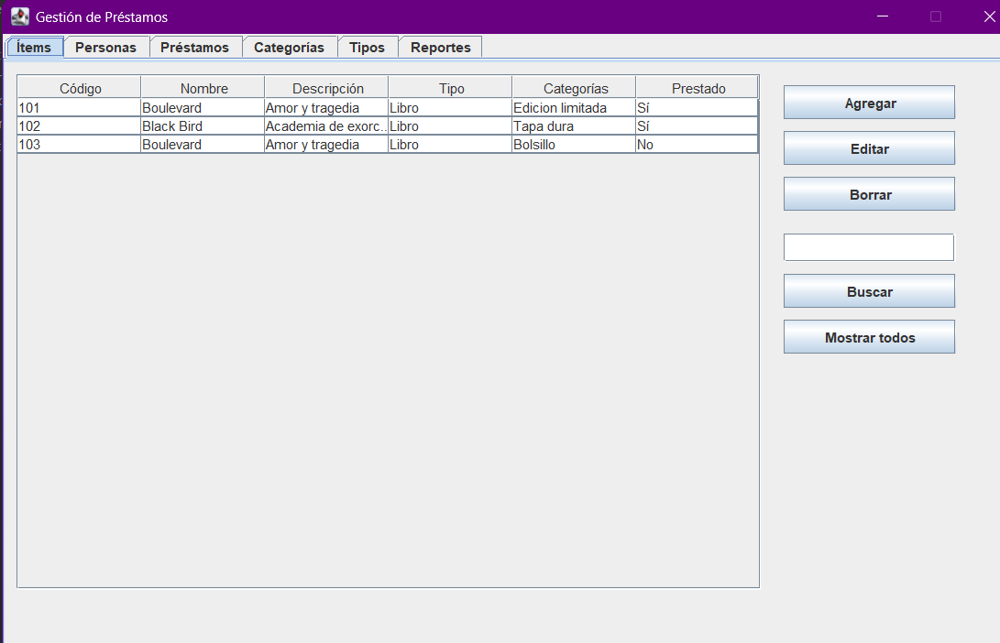 Gestión de Préstamos
Ítems Personas Préstamos Categorías Tipos Reportes
Código Nombre Descripción Tipo Categorías Prestado
101 Boulevard Amor y tragedia Libro Edicion limitada Sí
102 Black Bird Academia de exorc... Libro Tapa dura Sí
103 Boulevard Amor y tragedia Libro Bolsillo No
Agregar
Editar
Borrar
Buscar
Mostrar todos